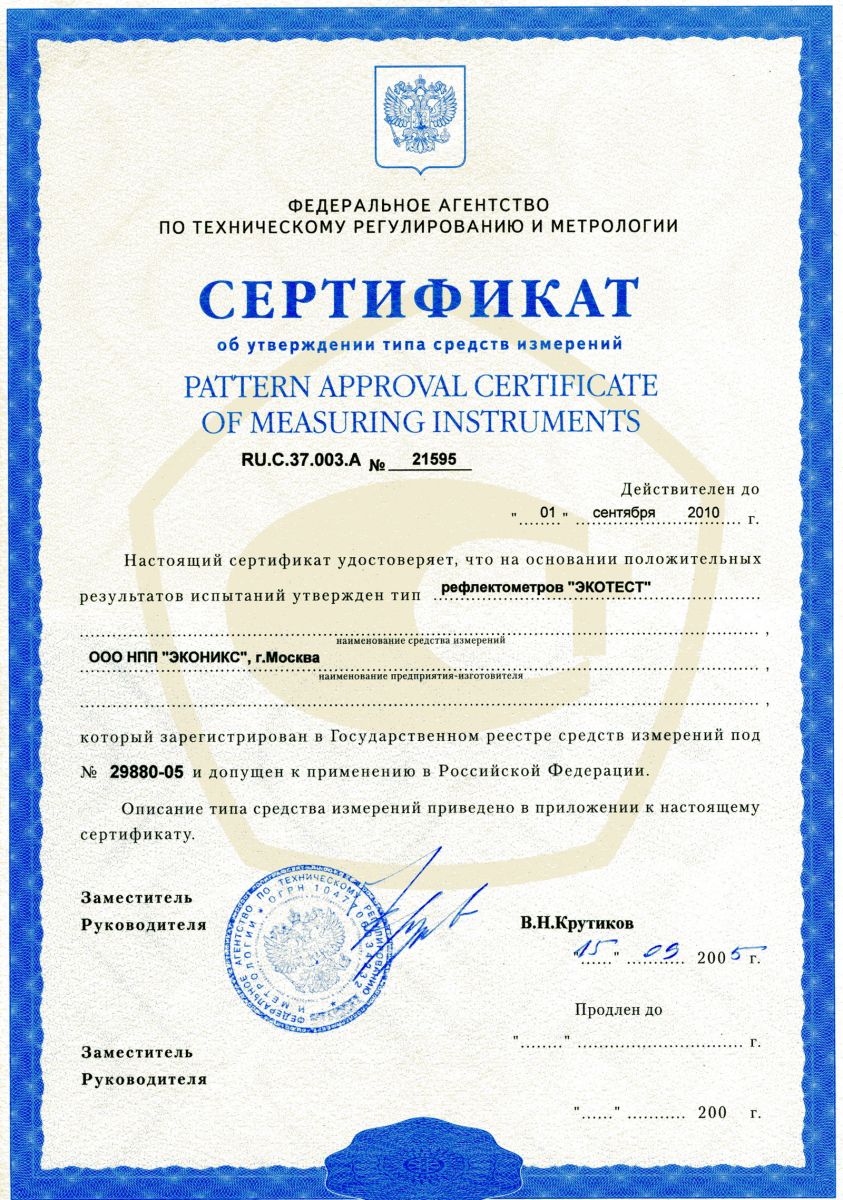 ФЕДЕРАЛЬНОЕ АГЕНТСТВО
ПО ТЕХНИЧЕСКОМУ РЕГУЛИРОВАНИЮ И МЕТРОЛОГИИ
СЕРТИФИКАТ
об утверждении типа средств измерений
PATTERN APPROVAL CERTIFICATE
OF MEASURING INSTRUMENTS
RU.C.37.003.A № 21595
Действителен до
" 01 " сентября 2010 г.
Настоящий сертификат удостоверяет, что на основании положительных
результатов испытаний утвержден тип рефлектометров "ЭКОТЕСТ"
наименование средства измерений
ООО НПП "ЭКОНИКС", г.Москва
наименование предприятия-изготовителя
который зарегистрирован в Государственном реестре средств измерений под
№ 29880-05 и допущен к применению в Российской Федерации.
Описание типа средства измерений приведено в приложении к настоящему
сертификату.
Заместитель
Руководителя
ФЕДЕРАЛЬНОЕ АГЕНТСТВО ПО ТЕХНИЧЕСКОМУ РЕГУЛИРОВАНИЮ И МЕТРОЛОГИИ
ОГРН
В.Н.Крутиков
"15" 09 2005 г.
Продлен до
"........" .............................. г.
Заместитель
Руководителя
"......" ........... 200 г.